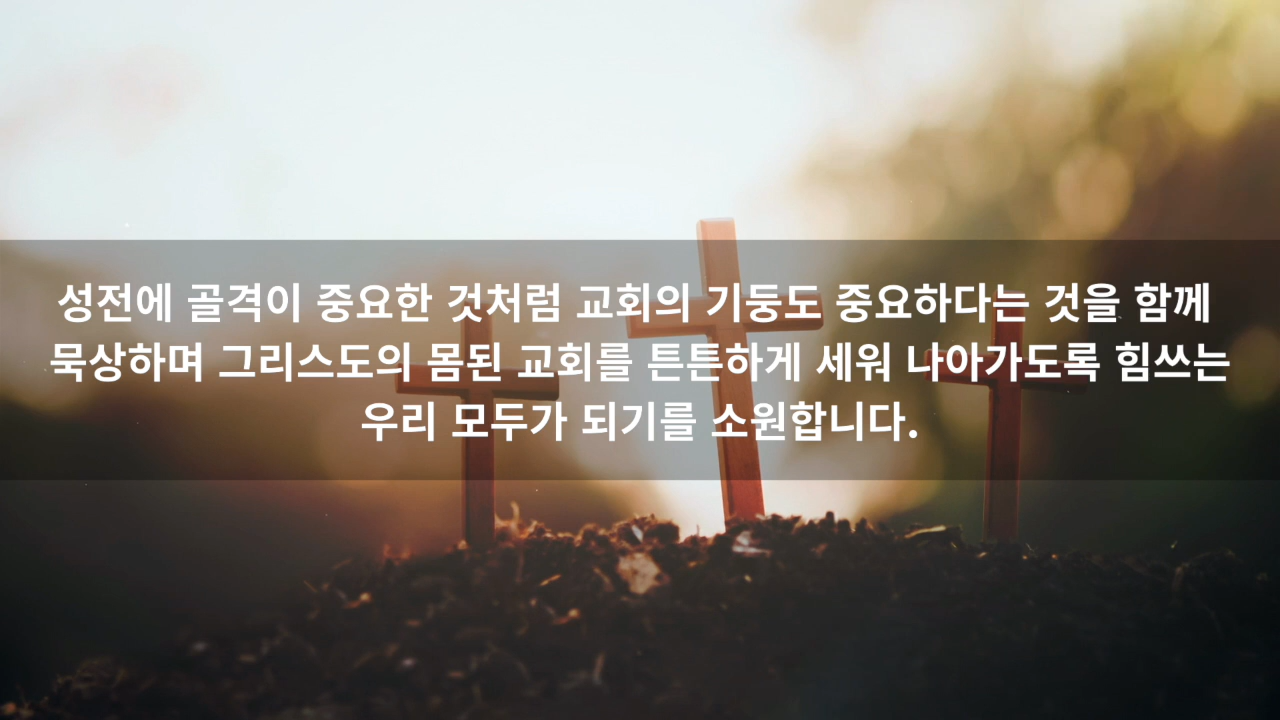 성전에 골격이 중요한 것처럼 교회의 기둥도 중요하다는 것을 함께
묵상하며 그리스도의 몸된 교회를 튼튼하게 세워 나아가도록 힘쓰는
우리 모두가 되기를 소원합니다.